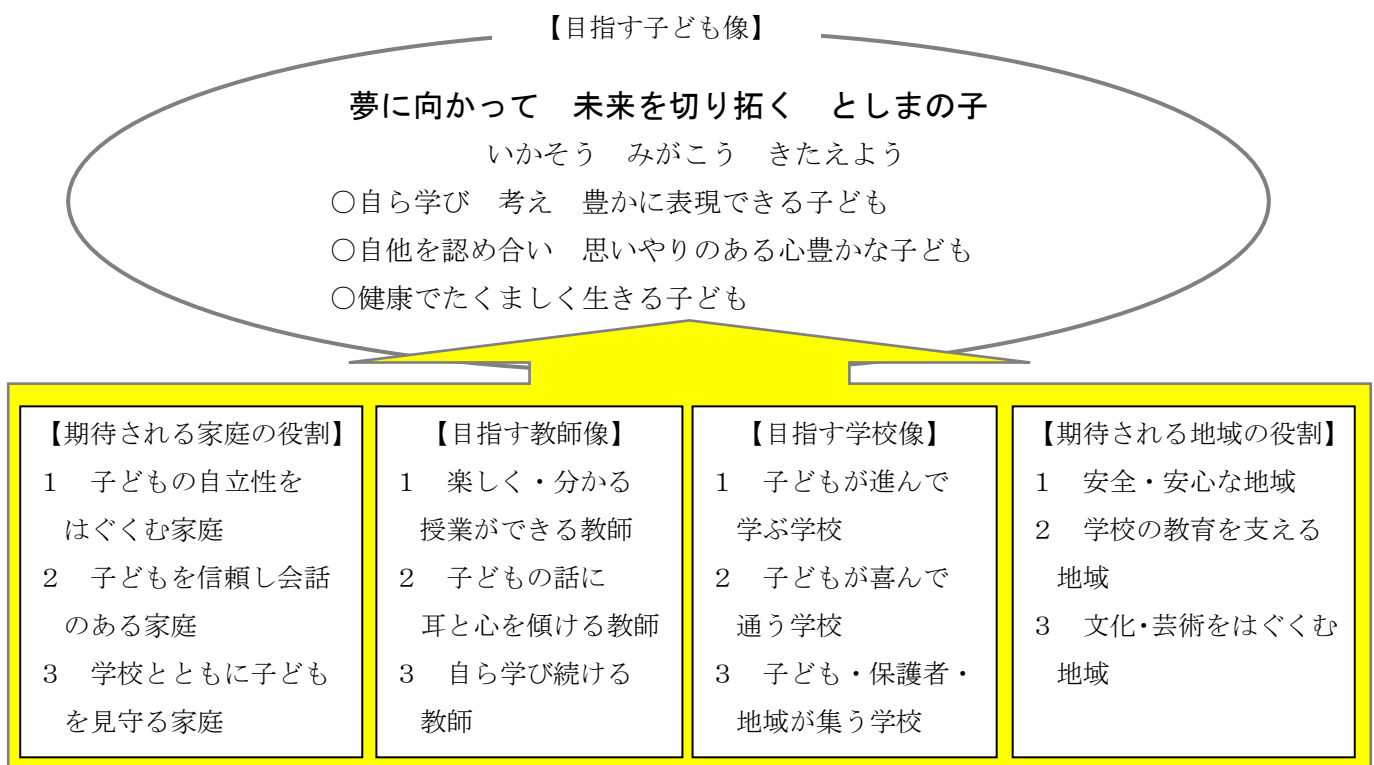 【目指す子ども像】
夢に向かって　未来を切り拓く　としまの子
いかそう　みがこう　きたえよう
○自ら学び　考え　豊かに表現できる子ども
○自他を認め合い　思いやりのある心豊かな子ども
○健康でたくましく生きる子ども
【期待される家庭の役割】
１　子どもの自立性を
はぐくむ家庭
２　子どもを信頼し会話
のある家庭
３　学校とともに子ども
を見守る家庭
【目指す教師像】
１　楽しく・分かる
授業ができる教師
２　子どもの話に
耳と心を傾ける教師
３　自ら学び続ける
教師
【目指す学校像】
１　子どもが進んで
学ぶ学校
２　子どもが喜んで
通う学校
３　子ども・保護者・
地域が集う学校
【期待される地域の役割】
１　安全・安心な地域
２　学校の教育を支える
地域
３　文化・芸術をはぐくむ
地域